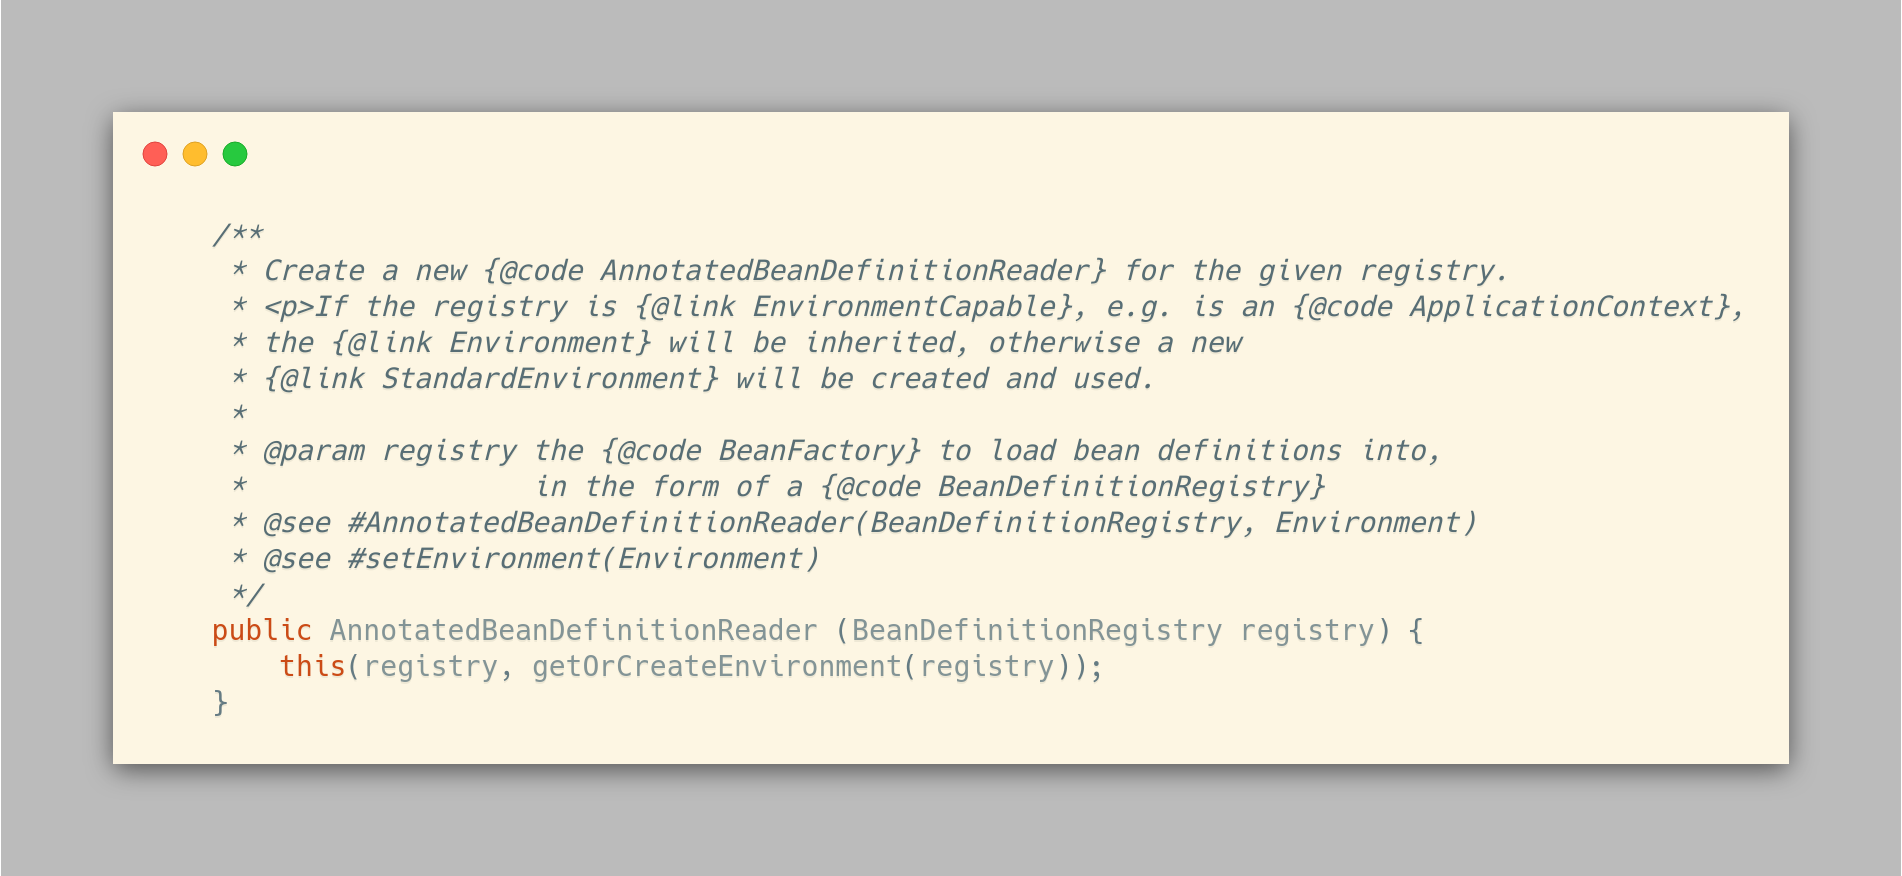 /**
 * Create a new {@code AnnotatedBeanDefinitionReader} for the given registry.
 * <p>If the registry is {@link EnvironmentCapable}, e.g. is an {@code ApplicationContext},
 * the {@link Environment} will be inherited, otherwise a new
 * {@link StandardEnvironment} will be created and used.
 *
 * @param registry the {@code BeanFactory} to load bean definitions into,
 *                 in the form of a {@code BeanDefinitionRegistry}
 * @see #AnnotatedBeanDefinitionReader(BeanDefinitionRegistry, Environment)
 * @see #setEnvironment(Environment)
 */
public AnnotatedBeanDefinitionReader (BeanDefinitionRegistry registry) {
    this(registry, getOrCreateEnvironment(registry));
}